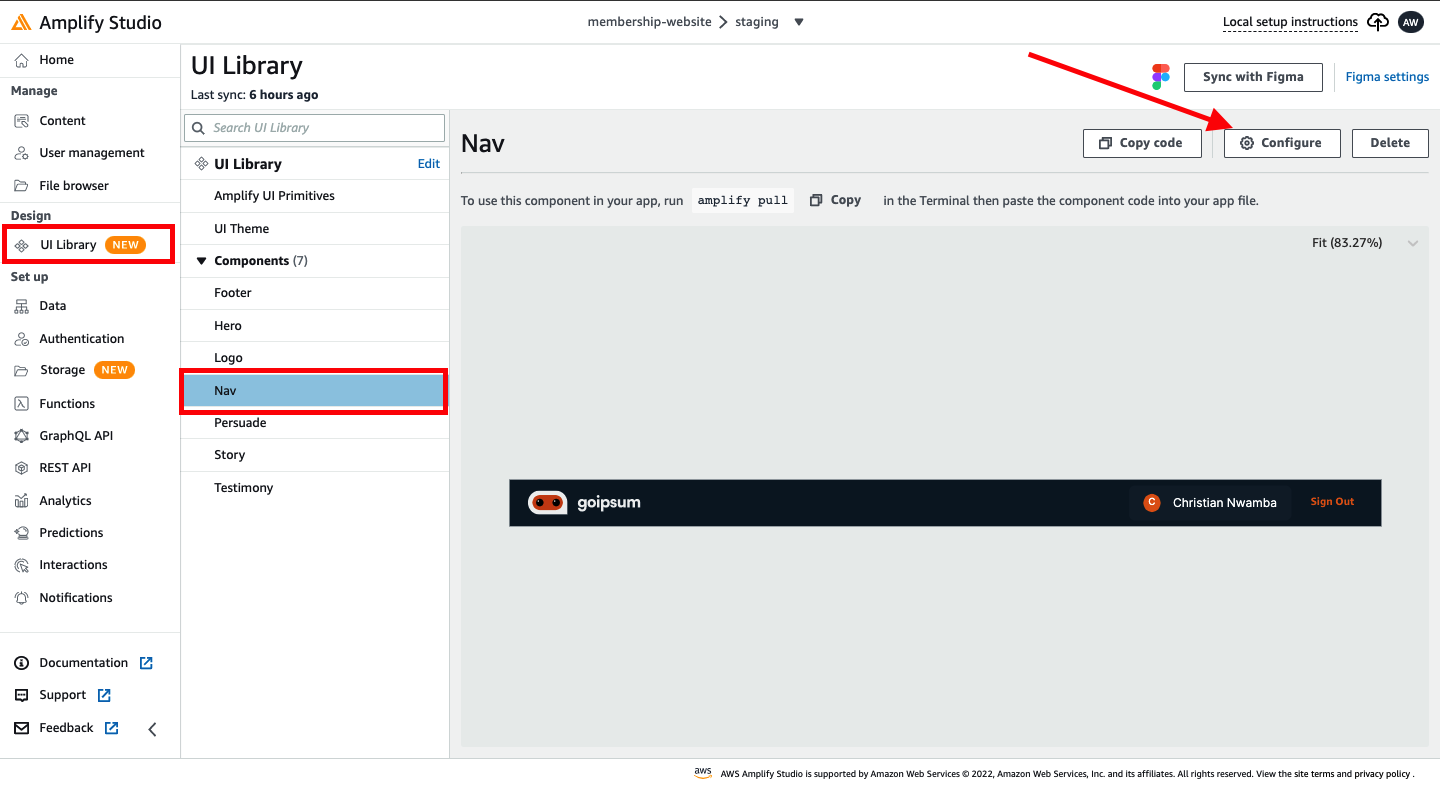 Amplify Studio
membership-website > staging ▼
Local setup instructions
AW
Home
Manage
Content
User management
File browser
Design
UI Library NEW
Set up
Data
Authentication
Storage NEW
Functions
GraphQL API
REST API
Analytics
Predictions
Interactions
Notifications
Documentation
Support
Feedback
UI Library
Last sync: 6 hours ago
Sync with Figma
Figma settings
Search UI Library
UI Library Edit
Amplify UI Primitives
UI Theme
Components (7)
Footer
Hero
Logo
Nav
Persuade
Story
Testimony
Nav
Copy code
Configure
Delete
To use this component in your app, run amplify pull Copy in the Terminal then paste the component code into your app file.
Fit (83.27%)
goipsum
C Christian Nwamba
Sign Out
aws AWS Amplify Studio is supported by Amazon Web Services © 2022, Amazon Web Services, Inc. and its affiliates. All rights reserved. View the site terms and privacy policy .